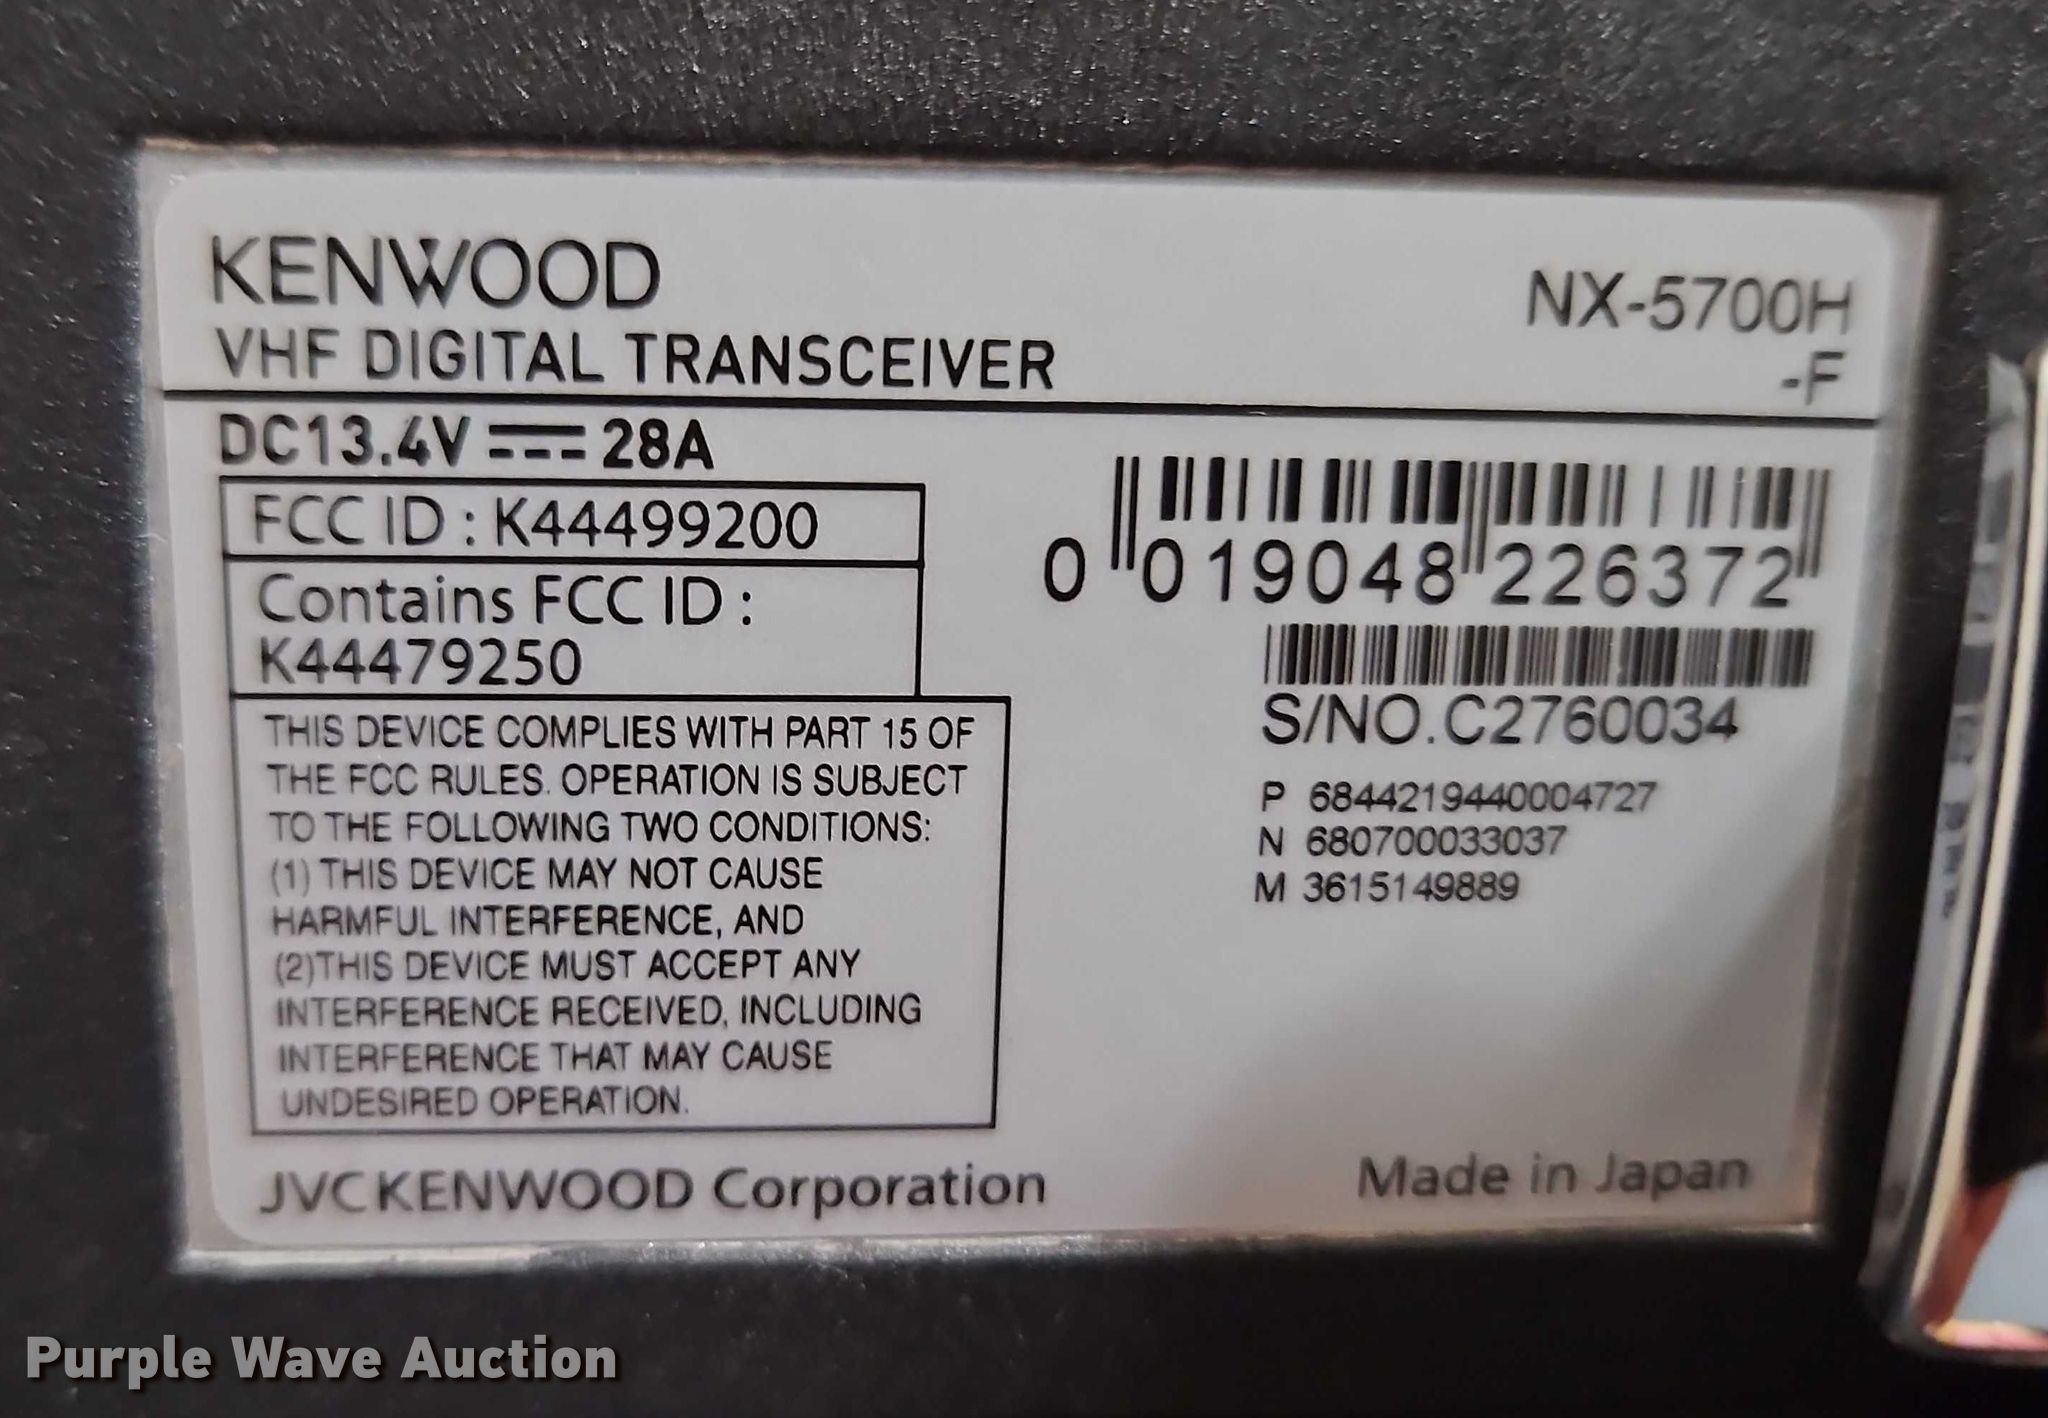 KENWOOD
NX-5700H
VHF DIGITAL TRANSCEIVER
-F
DC13.4V 28A
FCC ID : K44499200
Contains FCC ID :
K44479250
THIS DEVICE COMPLIES WITH PART 15 OF
THE FCC RULES. OPERATION IS SUBJECT
TO THE FOLLOWING TWO CONDITIONS:
(1) THIS DEVICE MAY NOT CAUSE
HARMFUL INTERFERENCE, AND
(2)THIS DEVICE MUST ACCEPT ANY
INTERFERENCE RECEIVED, INCLUDING
INTERFERENCE THAT MAY CAUSE
UNDESIRED OPERATION.
0 019048 226372
S/NO.C2760034
P 6844219440004727
N 680700033037
M 3615149889
JVCKENWOOD Corporation
Made in Japan
Purple Wave Auction